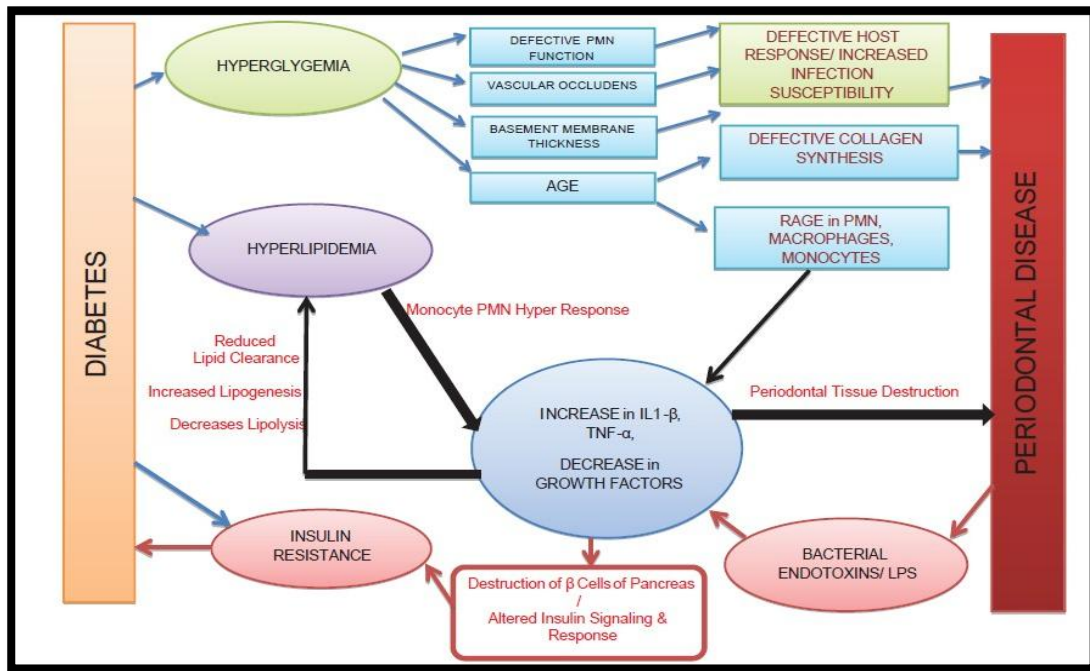 DIABETES
HYPERGLYGEMIA
DEFECTIVE PMN
FUNCTION
VASCULAR OCCLUDENS
BASEMENT MEMBRANE
THICKNESS
AGE
DEFECTIVE HOST
RESPONSE/ INCREASED
INFECTION
SUSCEPTIBILITY
DEFECTIVE COLLAGEN
SYNTHESIS
RAGE in PMN,
MACROPHAGES,
MONOCYTES
HYPERLIPIDEMIA
Monocyte PMN Hyper Response
Reduced
Lipid Clearance
Increased Lipogenesis
Decreases Lipolysis
INCREASE in IL1-β,
TNF-α,
DECREASE in
GROWTH FACTORS
Periodontal Tissue Destruction
INSULIN
RESISTANCE
Destruction of β Cells of Pancreas
/
Altered Insulin Signaling &
Response
BACTERIAL
ENDOTOXINS/ LPS
PERIODONTAL DISEASE